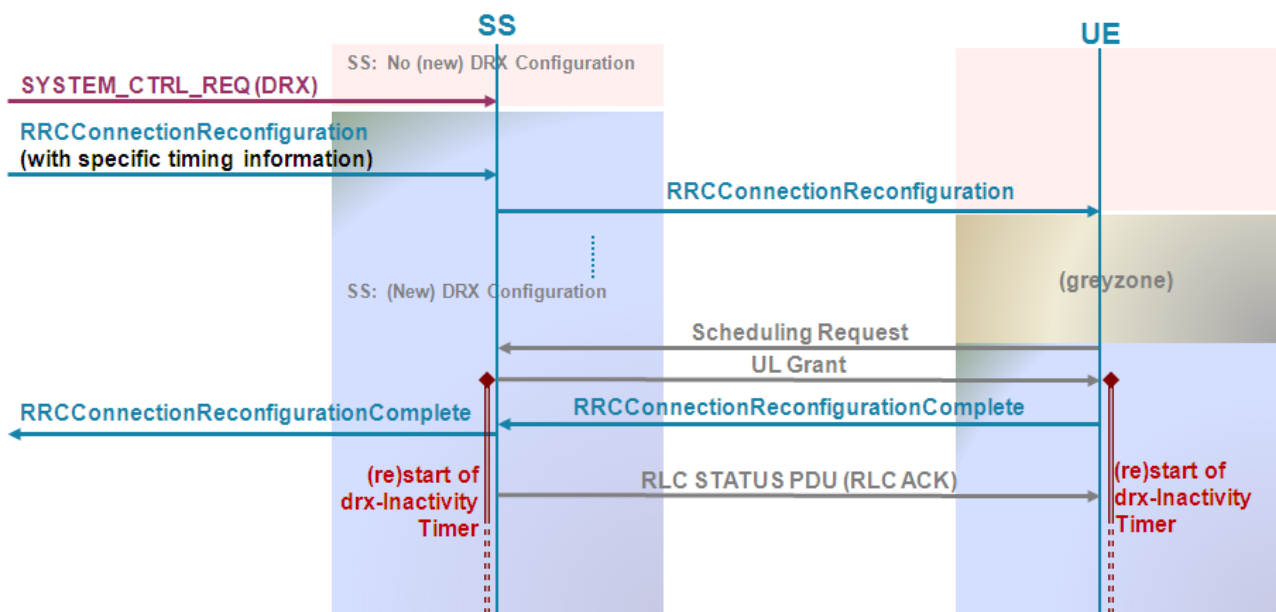 SS
UE
SS: No (new) DRX Configuration
SYSTEM_CTRL_REQ(DRX)
RRCConnectionReconfiguration
(with specific timing information)
RRCConnectionReconfiguration
SS: (New) DRX Configuration
(greyzone)
Scheduling Request
UL Grant
RRCConnectionReconfigurationComplete
RRCConnectionReconfigurationComplete
(re)start of
drx-Inactivity
Timer
RLC STATUS PDU (RLC ACK)
(re)start of
drx-Inactivity
Timer